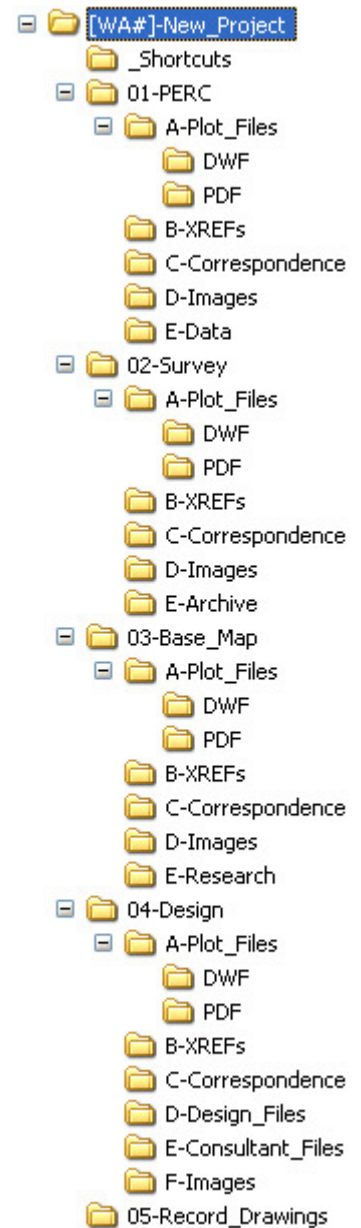 [WA#]-New_Project
_Shortcuts
01-PERC
A-Plot_Files
DWF
PDF
B-XREFs
C-Correspondence
D-Images
E-Data
02-Survey
A-Plot_Files
DWF
PDF
B-XREFs
C-Correspondence
D-Images
E-Archive
03-Base_Map
A-Plot_Files
DWF
PDF
B-XREFs
C-Correspondence
D-Images
E-Research
04-Design
A-Plot_Files
DWF
PDF
B-XREFs
C-Correspondence
D-Design_Files
E-Consultant_Files
F-Images
05-Record_Drawings